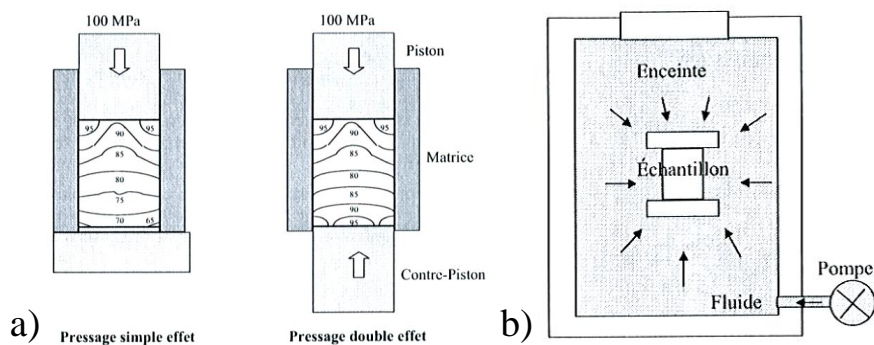 100 MPa
95
90
95
85
80
75
70
65
100 MPa
95
90
95
85
80
85
90
95
Piston
Matrice
Contre-Piston
a)
Pressage simple effet
Pressage double effet
Enceinte
Échantillon
Pompe
Fluide
b)